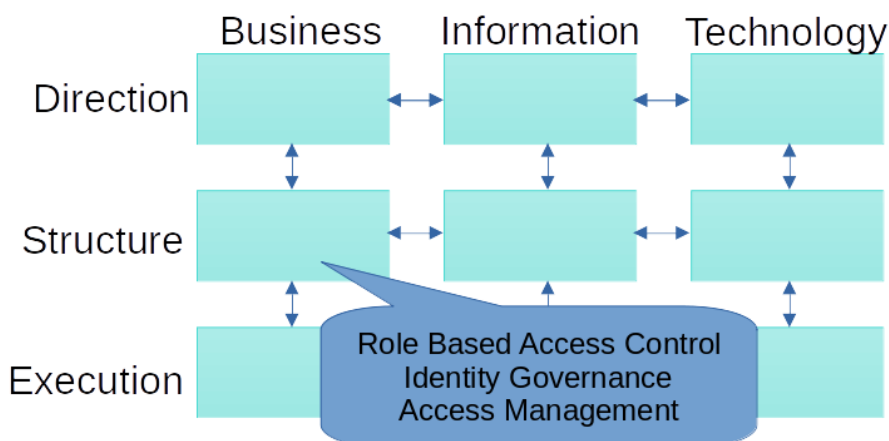 Business Information Technology
Direction
Structure
Execution
Role Based Access Control
Identity Governance
Access Management